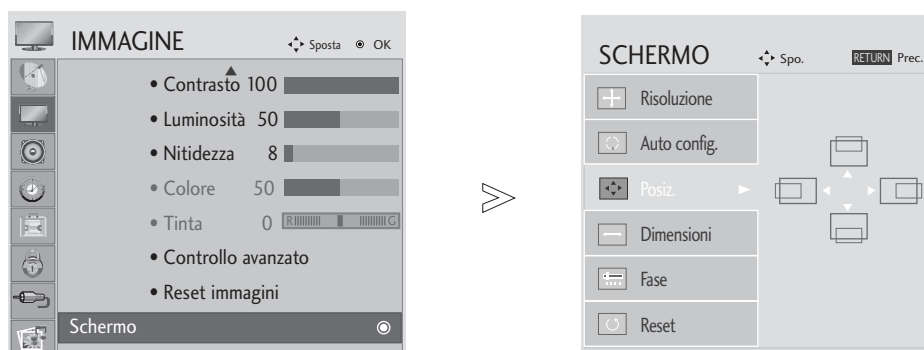 IMMAGINE Sposta OK
• Contrasto 100
• Luminosità 50
• Nitidezza 8
• Colore 50
• Tinta 0 R G
• Controllo avanzato
• Reset immagini
Schermo
SCHERMO Spo. RETURN Prec.
Risoluzione
Auto config.
Posiz.
Dimensioni
Fase
Reset